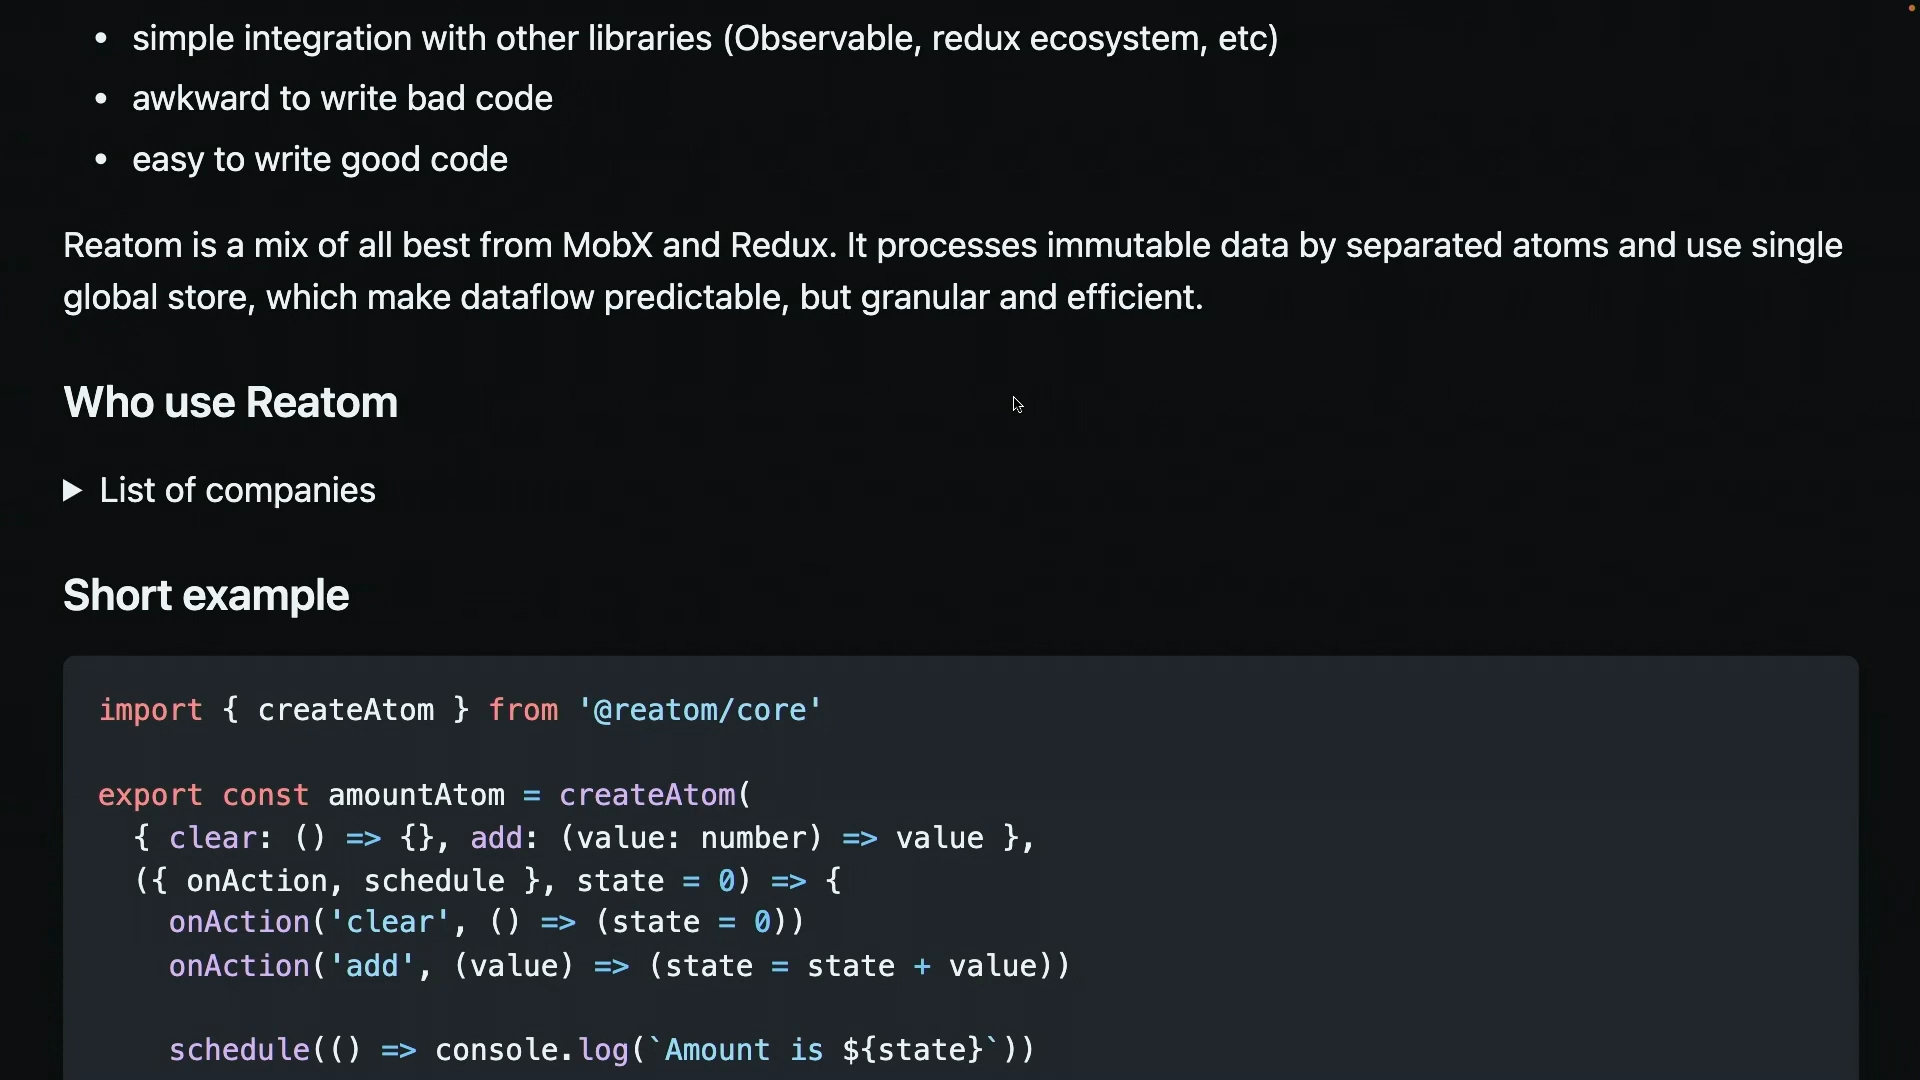 • simple integration with other libraries (Observable, redux ecosystem, etc)
• awkward to write bad code
• easy to write good code
Reatom is a mix of all best from MobX and Redux. It processes immutable data by separated atoms and use single
global store, which make dataflow predictable, but granular and efficient.
Who use Reatom
▶ List of companies
Short example
import { createAtom } from '@reatom/core'
export const amountAtom = createAtom(
  { clear: () => {}, add: (value: number) => value },
  ({ onAction, schedule }, state = 0) => {
    onAction('clear', () => (state = 0))
    onAction('add', (value) => (state = state + value))
    schedule(() => console.log(`Amount is ${state}`))